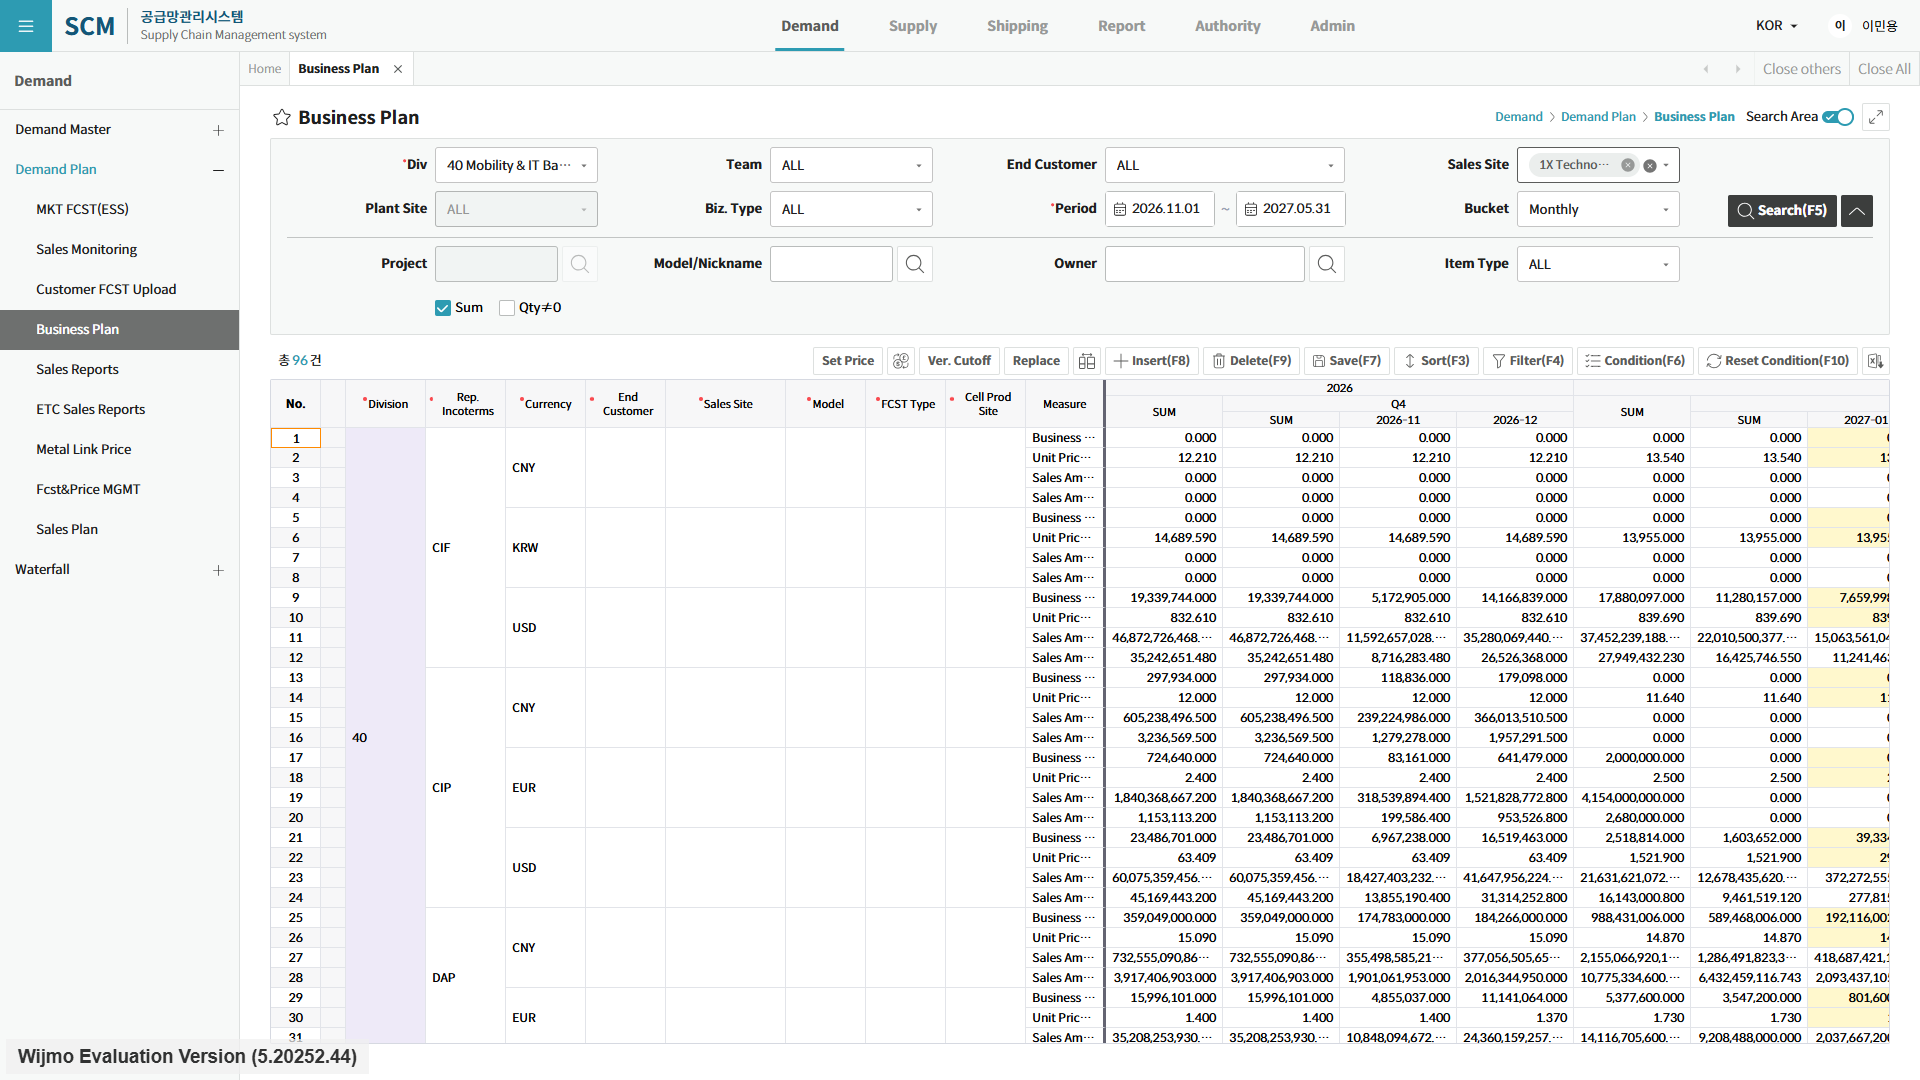 SCM 공급망관리시스템 Supply Chain Management system
Demand Supply Shipping Report Authority Admin
KOR 이 이민용
Demand
Demand Master
Demand Plan
MKT FCST(ESS)
Sales Monitoring
Customer FCST Upload
Business Plan
Sales Reports
ETC Sales Reports
Metal Link Price
Fcst&Price MGMT
Sales Plan
Waterfall
Home Business Plan Close others Close All
Business Plan
Demand > Demand Plan > Business Plan Search Area
*Div 40 Mobility & IT Ba··· Team ALL End Customer ALL Sales Site 1X Techno···
Plant Site ALL Biz. Type ALL *Period 2026.11.01 ~ 2027.05.31 Bucket Monthly Search(F5)
Project Model/Nickname Owner Item Type ALL
Sum Qty≠0
총 96 건
Set Price Ver. Cutoff Replace Insert(F8) Delete(F9) Save(F7) Sort(F3) Filter(F4) Condition(F6) Reset Condition(F10)
No. *Division *Rep. Incoterms *Currency *End Customer *Sales Site *Model *FCST Type *Cell Prod Site Measure
2026
SUM Q4 SUM
SUM 2026-11 2026-12 SUM 2027-01
40
CIF
CNY
1 Business ··· 0.000 0.000 0.000 0.000 0.000 0.000
2 Unit Pric··· 12.210 12.210 12.210 12.210 13.540 13.540
3 Sales Am··· 0.000 0.000 0.000 0.000 0.000 0.000
4 Sales Am··· 0.000 0.000 0.000 0.000 0.000 0.000
KRW
5 Business ··· 0.000 0.000 0.000 0.000 0.000 0.000
6 Unit Pric··· 14,689.590 14,689.590 14,689.590 14,689.590 13,955.000 13,955.000 13,955
7 Sales Am··· 0.000 0.000 0.000 0.000 0.000 0.000
8 Sales Am··· 0.000 0.000 0.000 0.000 0.000 0.000
USD
9 Business ··· 19,339,744.000 19,339,744.000 5,172,905.000 14,166,839.000 17,880,097.000 11,280,157.000 7,659,998
10 Unit Pric··· 832.610 832.610 832.610 832.610 839.690 839.690 839
11 Sales Am··· 46,872,726,468.··· 46,872,726,468.··· 11,592,657,028.··· 35,280,069,440.··· 37,452,239,188.··· 22,010,500,377.··· 15,063,561,04
12 Sales Am··· 35,242,651.480 35,242,651.480 8,716,283.480 26,526,368.000 27,949,432.230 16,425,746.550 11,241,463
CIP
CNY
13 Business ··· 297,934.000 297,934.000 118,836.000 179,098.000 0.000 0.000
14 Unit Pric··· 12.000 12.000 12.000 12.000 11.640 11.640 11
15 Sales Am··· 605,238,496.500 605,238,496.500 239,224,986.000 366,013,510.500 0.000 0.000
16 Sales Am··· 3,236,569.500 3,236,569.500 1,279,278.000 1,957,291.500 0.000 0.000
EUR
17 Business ··· 724,640.000 724,640.000 83,161.000 641,479.000 2,000,000.000 0.000
18 Unit Pric··· 2.400 2.400 2.400 2.400 2.500 2.500
19 Sales Am··· 1,840,368,667.200 1,840,368,667.200 318,539,894.400 1,521,828,772.800 4,154,000,000.000 0.000
20 Sales Am··· 1,153,113.200 1,153,113.200 199,586.400 953,526.800 2,680,000.000 0.000
USD
21 Business ··· 23,486,701.000 23,486,701.000 6,967,238.000 16,519,463.000 2,518,814.000 1,603,652.000 39,334
22 Unit Pric··· 63.409 63.409 63.409 63.409 1,521.900 1,521.900 29
23 Sales Am··· 60,075,359,456.··· 60,075,359,456.··· 18,427,403,232.··· 41,647,956,224.··· 21,631,621,072.··· 12,678,435,620.··· 372,272,555
24 Sales Am··· 45,169,443.200 45,169,443.200 13,855,190.400 31,314,252.800 16,143,000.800 9,461,519.120 277,815
DAP
CNY
25 Business ··· 359,049,000.000 359,049,000.000 174,783,000.000 184,266,000.000 988,431,006.000 589,468,006.000 192,116,002
26 Unit Pric··· 15.090 15.090 15.090 15.090 14.870 14.870 14
27 Sales Am··· 732,555,090,86··· 732,555,090,86··· 355,498,585,21··· 377,056,505,65··· 2,155,066,920,1··· 1,286,491,823,3··· 418,687,421,1
28 Sales Am··· 3,917,406,903.000 3,917,406,903.000 1,901,061,953.000 2,016,344,950.000 10,775,334,600.··· 6,432,459,116.743 2,093,437,105
EUR
29 Business ··· 15,996,101.000 15,996,101.000 4,855,037.000 11,141,064.000 5,377,600.000 3,547,200.000 801,600
30 Unit Pric··· 1.400 1.400 1.400 1.370 1.730 1.730
31 Sales Am··· 35,208,253,930.··· 35,208,253,930.··· 10,848,094,672.··· 24,360,159,257.··· 14,116,705,600.··· 9,208,488,000.000 2,037,667,200
Wijmo Evaluation Version (5.20252.44)